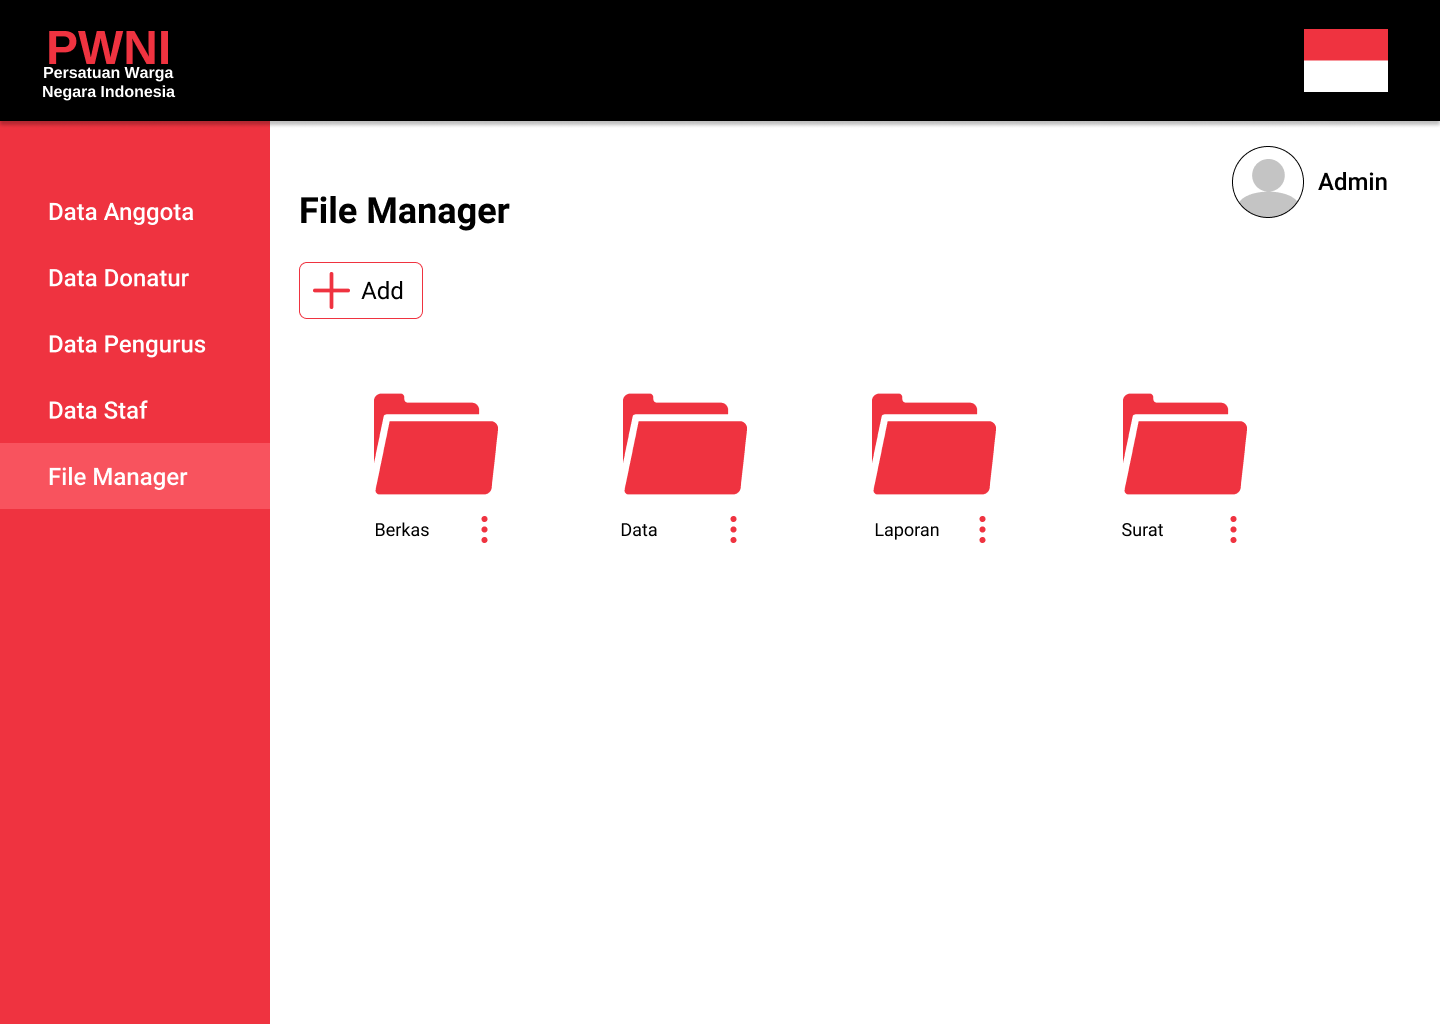 PWNI
Persatuan Warga
Negara Indonesia
Admin
Data Anggota
Data Donatur
Data Pengurus
Data Staf
File Manager
File Manager
Add
Berkas
Data
Laporan
Surat